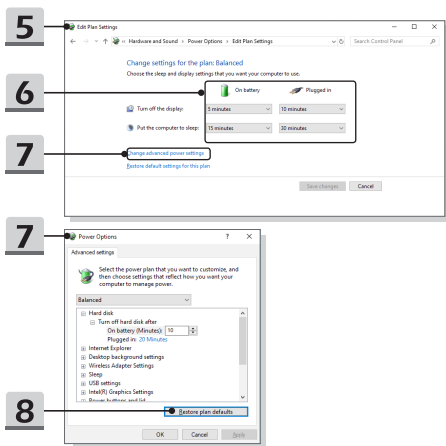 5
Edit Plan Settings
« Hardware and Sound › Power Options › Edit Plan Settings
Search Control Panel
Change settings for the plan: Balanced
Choose the sleep and display settings that you want your computer to use.
6
On battery Plugged in
Turn off the display: 5 minutes 10 minutes
Put the computer to sleep: 15 minutes 30 minutes
7
Change advanced power settings
Restore default settings for this plan
Save changes Cancel
7
Power Options ? ×
Advanced settings
Select the power plan that you want to customize, and
then choose settings that reflect how you want your
computer to manage power.
Balanced
Hard disk
Turn off hard disk after
On battery (Minutes): 10
Plugged in: 20 Minutes
Internet Explorer
Desktop background settings
Wireless Adapter Settings
Sleep
USB settings
Intel(R) Graphics Settings
Power buttons and lid
8
Restore plan defaults
OK Cancel Apply